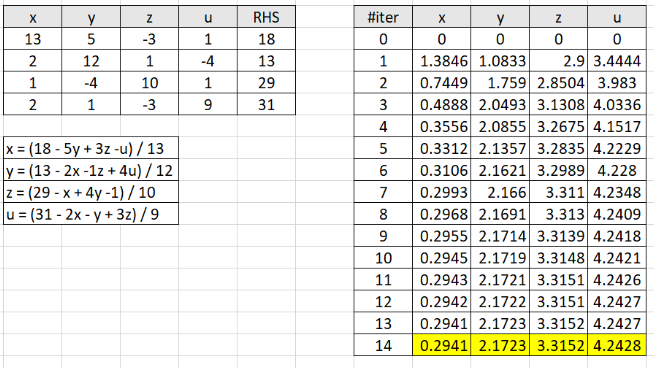 x y z u RHS
13 5 -3 1 18
2 12 1 -4 13
1 -4 10 1 29
2 1 -3 9 31
x = (18 - 5y + 3z -u) / 13
y = (13 - 2x -1z + 4u) / 12
z = (29 - x + 4y -1) / 10
u = (31 - 2x - y + 3z) / 9
#iter x y z u
0 0 0 0 0
1 1.3846 1.0833 2.9 3.4444
2 0.7449 1.759 2.8504 3.983
3 0.4888 2.0493 3.1308 4.0336
4 0.3556 2.0855 3.2675 4.1517
5 0.3312 2.1357 3.2835 4.2229
6 0.3106 2.1621 3.2989 4.228
7 0.2993 2.166 3.311 4.2348
8 0.2968 2.1691 3.313 4.2409
9 0.2955 2.1714 3.3139 4.2418
10 0.2945 2.1719 3.3148 4.2421
11 0.2943 2.1721 3.3151 4.2426
12 0.2942 2.1722 3.3151 4.2427
13 0.2941 2.1723 3.3152 4.2427
14 0.2941 2.1723 3.3152 4.2428